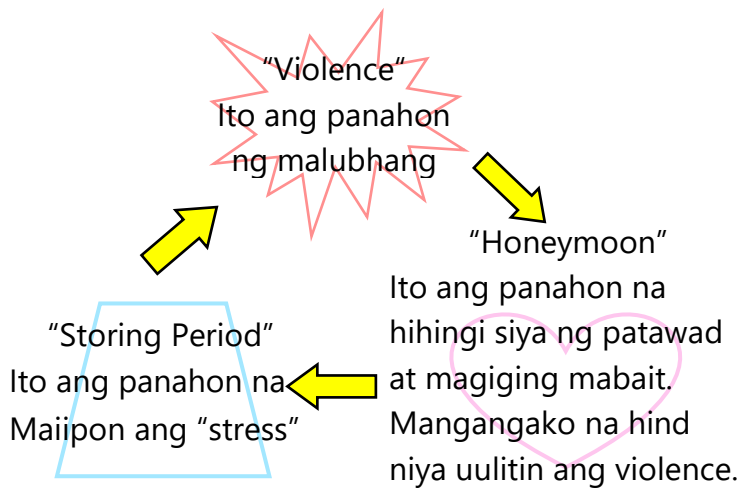 “Violence“
Ito ang panahon
ng malubhang
“Honeymoon”
Ito ang panahon na
hihingi siya ng patawad
at magiging mabait.
Mangangako na hind
niya uulitin ang violence.
“Storing Period”
Ito ang panahon na
Maiipon ang “stress”